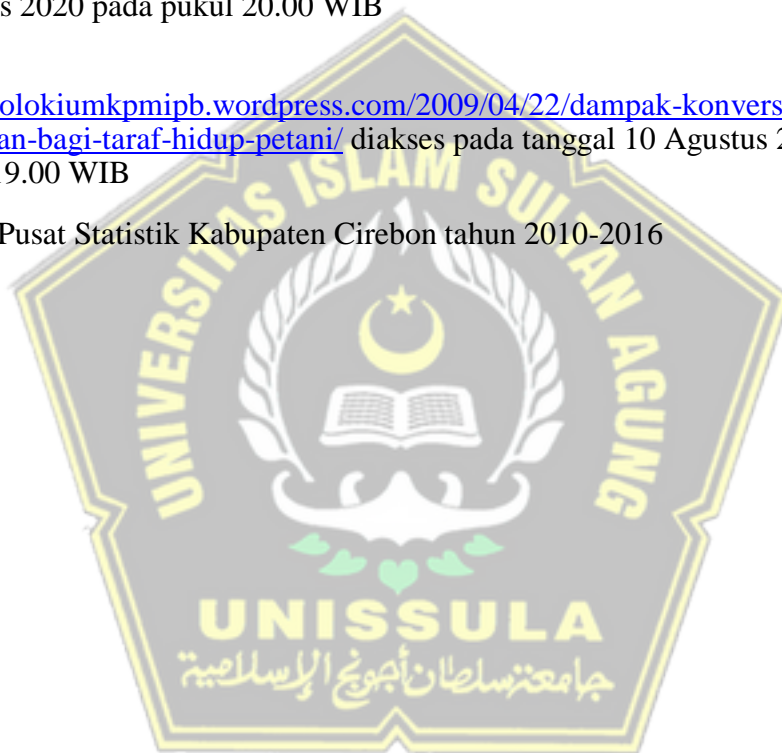 s 2020 pada pukul 20.00 WIB
olokiumkpmipb.wordpress.com/2009/04/22/dampak-konvers
an-bagi-taraf-hidup-petani/ diakses pada tanggal 10 Agustus 2
9.00 WIB
Pusat Statistik Kabupaten Cirebon tahun 2010-2016
UNIVERSITAS ISLAM SULTAN AGUNG
UNISSULA
جامعترسلطان أجونج الإسلامية